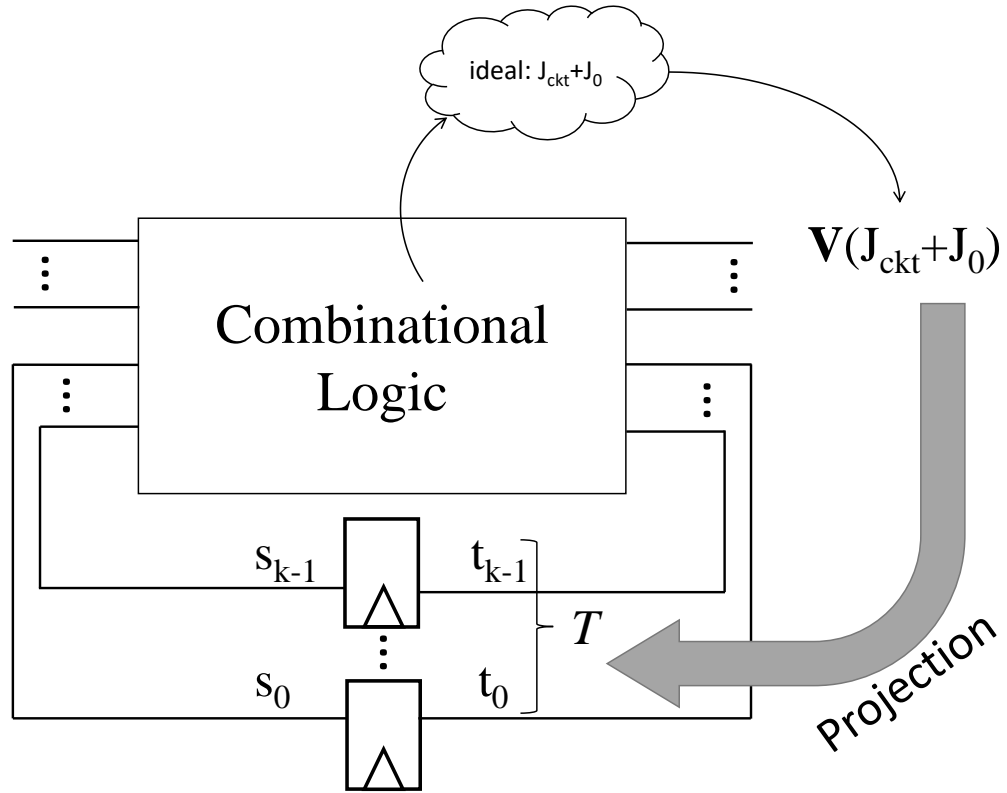 ideal: J_ckt+J_0
V(J_ckt+J_0)
Combinational
Logic
s_k-1
t_k-1
T
s_0
t_0
Projection